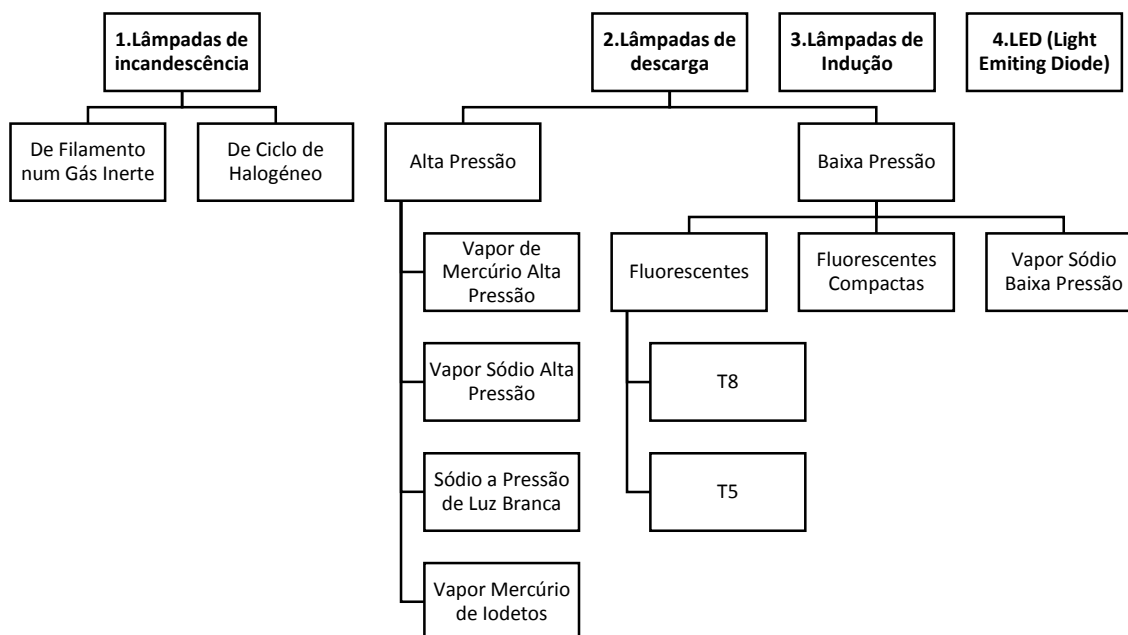 1.Lâmpadas de
incandescência
2.Lâmpadas de
descarga
3.Lâmpadas de
Indução
4.LED (Light
Emiting Diode)
De Filamento
num Gás Inerte
De Ciclo de
Halogéneo
Alta Pressão
Baixa Pressão
Vapor de
Mercúrio Alta
Pressão
Fluorescentes
Fluorescentes
Compactas
Vapor Sódio
Baixa Pressão
Vapor Sódio Alta
Pressão
T8
Sódio a Pressão
de Luz Branca
T5
Vapor Mercúrio
de Iodetos